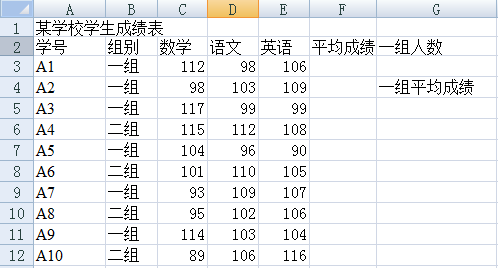 A B C D E F G
1 某学校学生成绩表
2 学号 组别 数学 语文 英语 平均成绩 一组人数
3 A1 一组 112 98 106
4 A2 一组 98 103 109 一组平均成绩
5 A3 一组 117 99 99
6 A4 二组 115 112 108
7 A5 一组 104 96 90
8 A6 二组 101 110 105
9 A7 一组 93 109 107
10 A8 二组 95 102 106
11 A9 一组 114 103 104
12 A10 二组 89 106 116